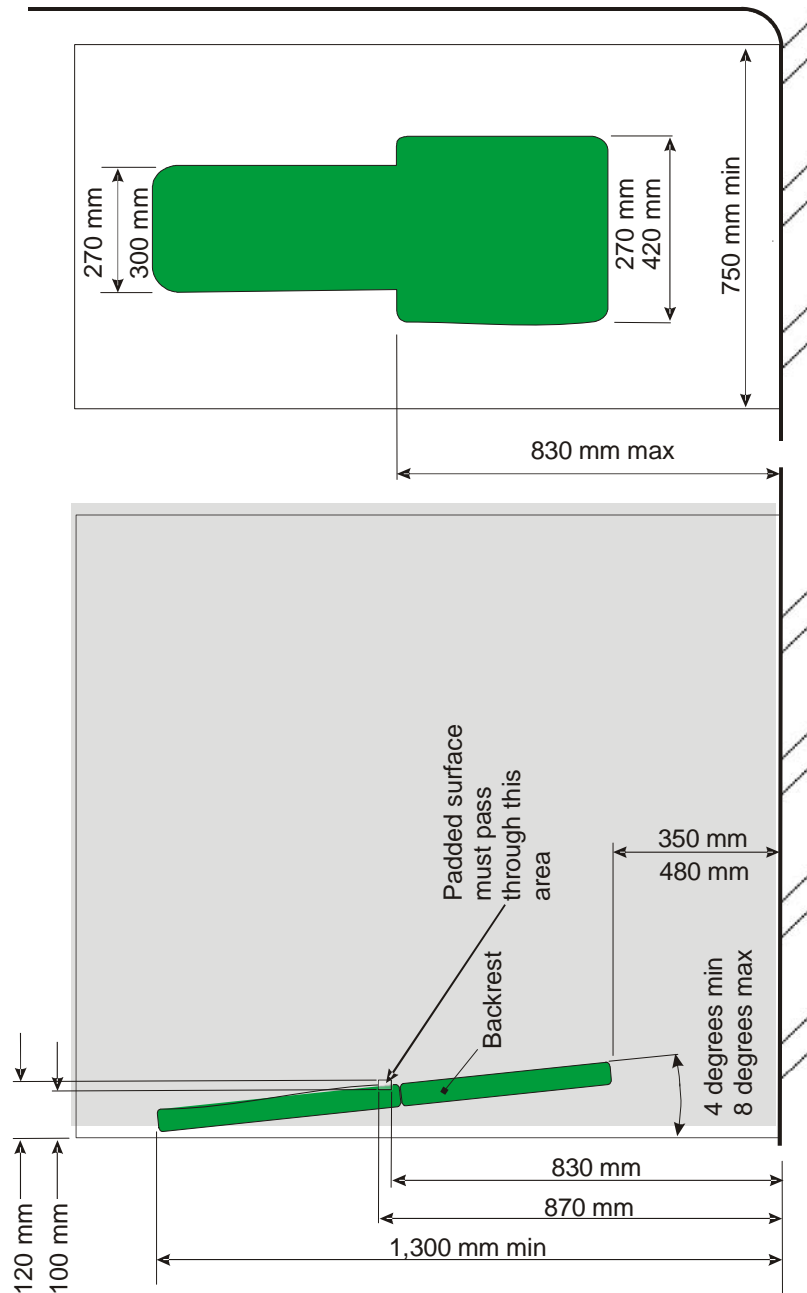 270 mm
300 mm
270 mm
420 mm
750 mm min
830 mm max
Padded surface
must pass
through this
area
Backrest
350 mm
480 mm
4 degrees min
8 degrees max
830 mm
870 mm
1,300 mm min
120 mm
100 mm